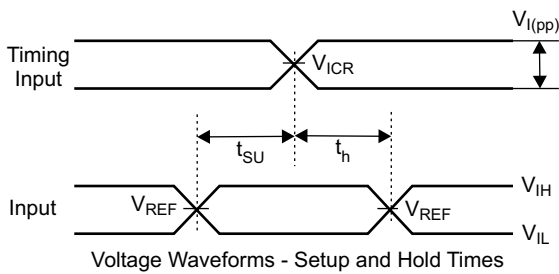 V_I(pp)
Timing
Input
V_ICR
t_SU
t_h
V_REF
V_REF
V_IH
Input
V_IL
Voltage Waveforms - Setup and Hold Times